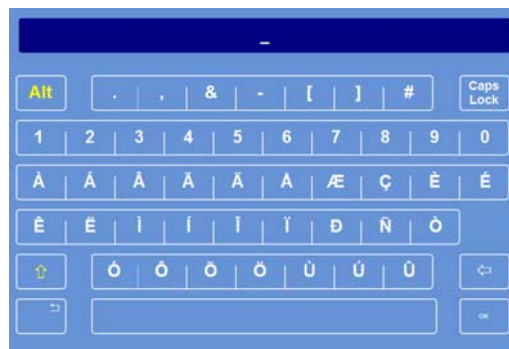 _
Alt . , & - [ ] # Caps Lock
1 2 3 4 5 6 7 8 9 0
À Á Â Ã Ä Å Æ Ç È É
Ê Ë Ì Í Î Ï Ð Ñ Ò
Ó Ô Õ Ö Ù Ú Û
OK